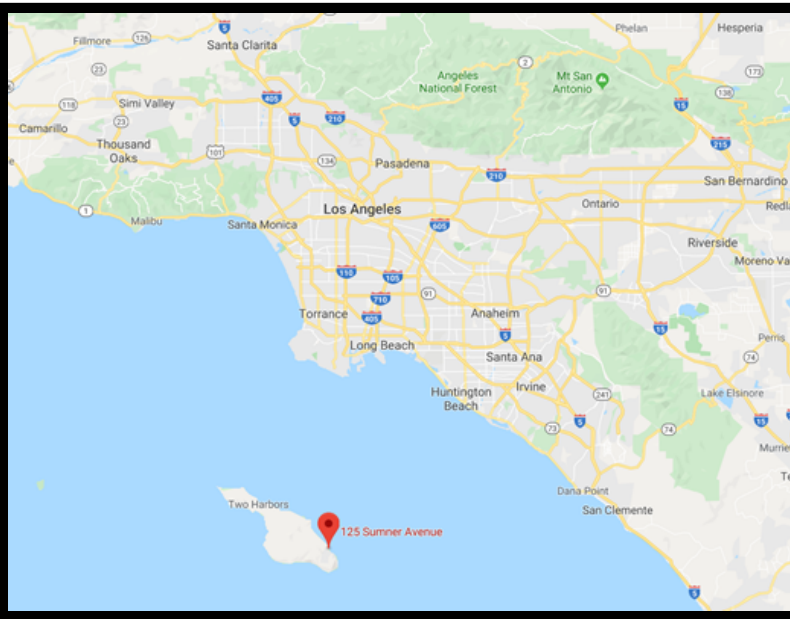 5
Fillmore
126
Santa Clarita
Phelan
Hesperia
23
2
Angeles
National Forest
Mt San
Antonio
173
138
118
Simi Valley
405
5
210
15
Camarillo
23
Thousand
Oaks
101
134
Pasadena
210
215
San Bernardino
1
Malibu
Santa Monica
Los Angeles
605
Ontario
Riverside
110
105
710
91
91
Torrance
405
Anaheim
5
15
Perris
Long Beach
Santa Ana
74
Huntington
Beach
Irvine
241
Lake Elsinore
73
5
74
15
Dana Point
San Clemente
Two Harbors
125 Sumner Avenue
5